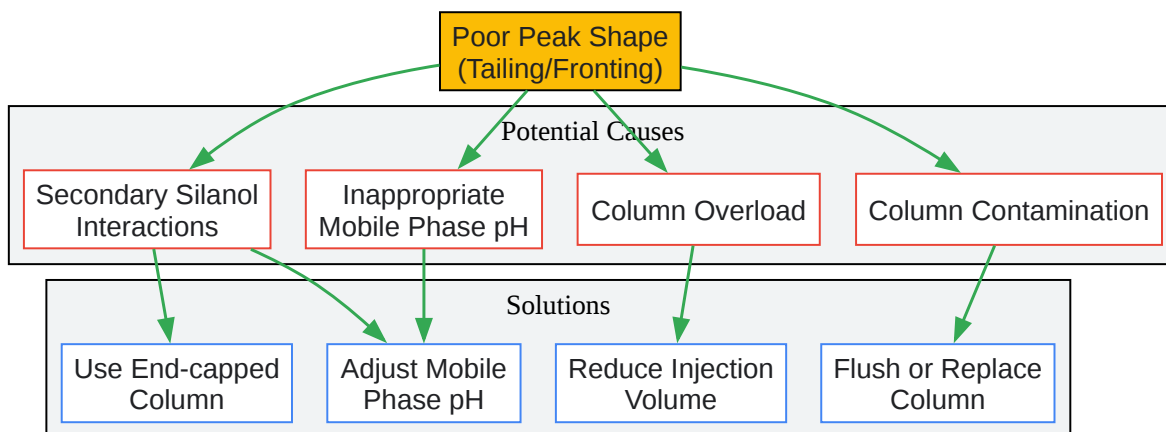 Poor Peak Shape
(Tailing/Fronting)
Potential Causes
Secondary Silanol
Interactions
Inappropriate
Mobile Phase pH
Column Overload
Column Contamination
Solutions
Use End-capped
Column
Adjust Mobile
Phase pH
Reduce Injection
Volume
Flush or Replace
Column